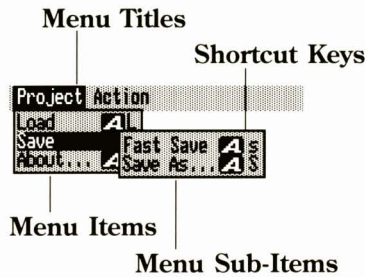 Menu Titles
Shortcut Keys
Project Action
Load A L
Save
Fast Save A s
About... A
Save As... A S
Menu Items
Menu Sub-Items